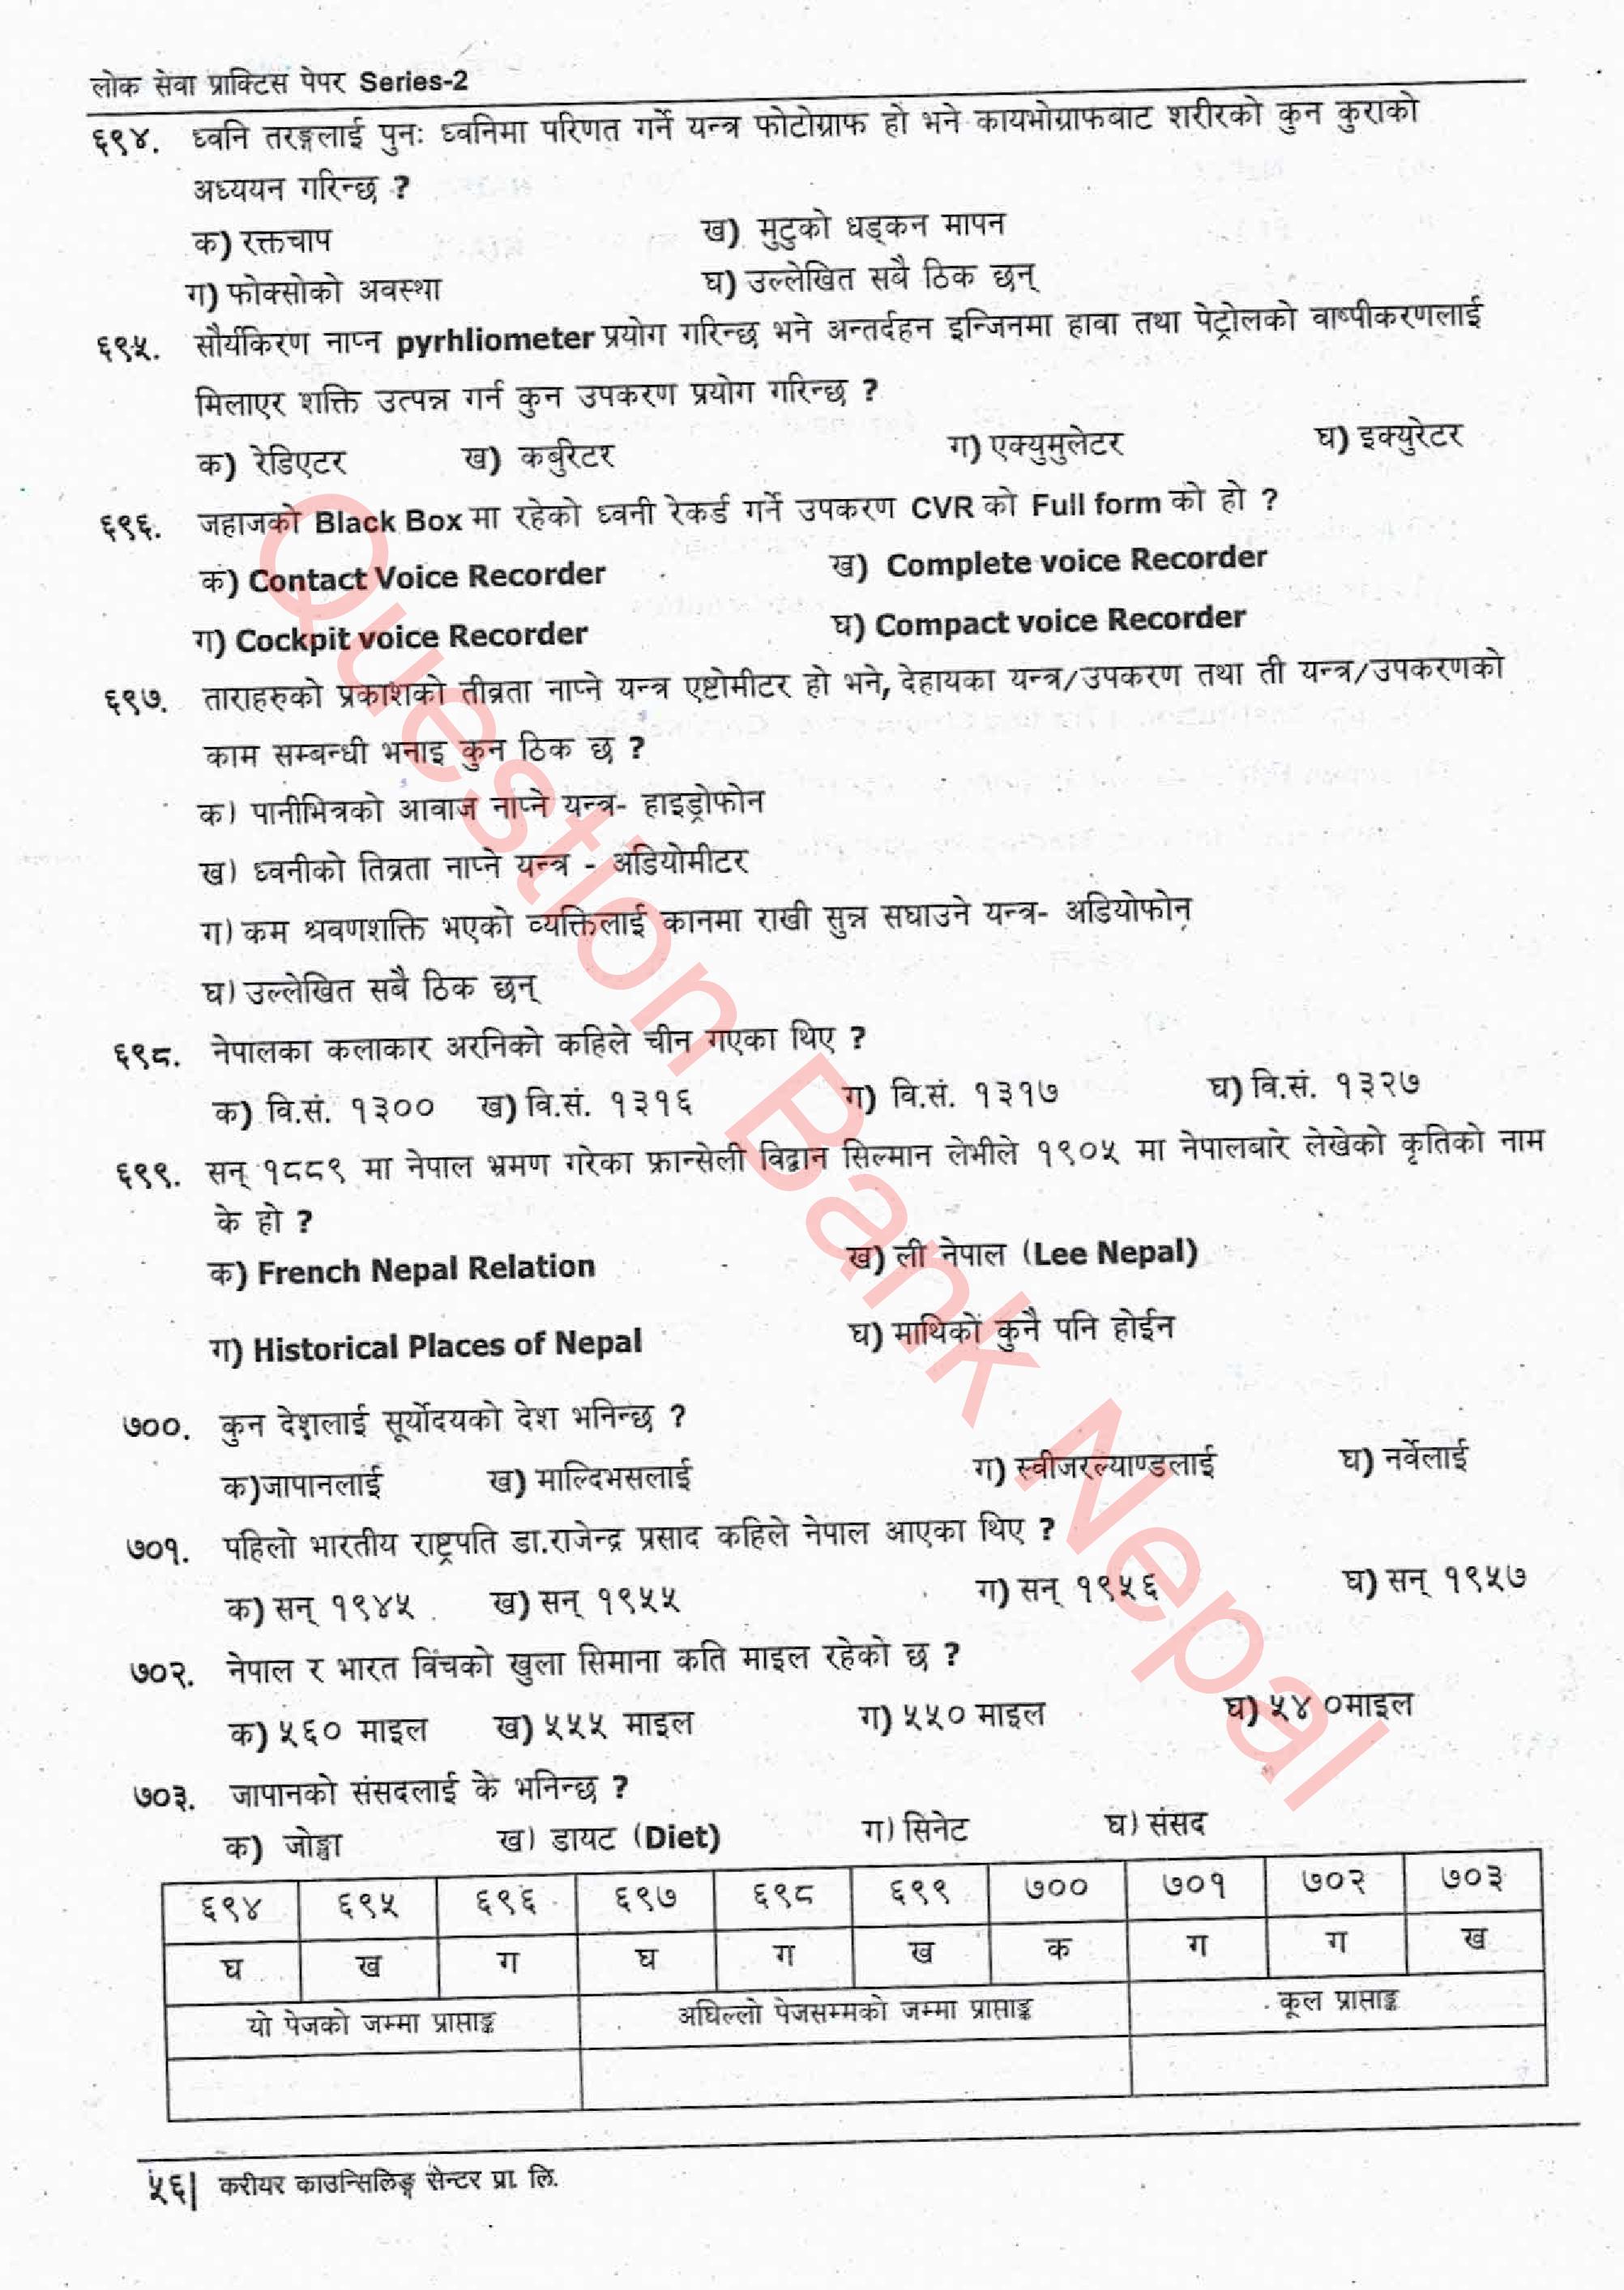 लोक सेवा प्राक्टिस पेपर Series-2
६९४. ध्वनि तरङ्गलाई पुनः ध्वनिमा परिणत गर्ने यन्त्र फोटोग्राफ हो भने कायभोग्राफबाट शरीरको कुन कुराको
अध्ययन गरिन्छ ?
क) रक्तचाप ख) मुटुको धड्कन मापन
ग) फोक्सोको अवस्था घ) उल्लेखित सबै ठिक छन्
६९५. सौर्यकिरण नाप्न pyrhliometer प्रयोग गरिन्छ भने अन्तर्दहन इन्जिनमा हावा तथा पेट्रोलको वाष्पीकरणलाई
मिलाएर शक्ति उत्पन्न गर्न कुन उपकरण प्रयोग गरिन्छ ?
क) रेडिएटर ख) कर्बुरेटर ग) एक्युमुलेटर घ) इक्युरेटर
६९६. जहाजको Black Box मा रहेको ध्वनी रेकर्ड गर्ने उपकरण CVR को Full form को हो ?
क) Contact Voice Recorder ख) Complete voice Recorder
ग) Cockpit voice Recorder घ) Compact voice Recorder
६९७. ताराहरुको प्रकाशको तीव्रता नाप्ने यन्त्र एष्टोमीटर हो भने, देहायका यन्त्र/उपकरण तथा ती यन्त्र/उपकरणको
काम सम्बन्धी भनाइ कुन ठिक छ ?
क) पानीभित्रको आवाज नाप्ने यन्त्र- हाइड्रोफोन
ख) ध्वनीको तिव्रता नाप्ने यन्त्र - अडियोमीटर
ग) कम श्रवणशक्ति भएको व्यक्तिलाई कानमा राखी सुन्न सघाउने यन्त्र- अडियोफोन
घ) उल्लेखित सबै ठिक छन्
६९८. नेपालका कलाकार अरनिको कहिले चीन गएका थिए ?
क) वि.सं. १३०० ख) वि.सं. १३१६ ग) वि.सं. १३१७ घ) वि.सं. १३२७
६९९. सन् १८८९ मा नेपाल भ्रमण गरेका फ्रान्सेली विद्वान सिल्मान लेभीले १९०५ मा नेपालबारे लेखेको कृतिको नाम
के हो ?
क) French Nepal Relation ख) ली नेपाल (Lee Nepal)
ग) Historical Places of Nepal घ) माथिको कुनै पनि होईन
७००. कुन देशलाई सूर्योदयको देश भनिन्छ ?
क)जापानलाई ख) माल्दिभसलाई ग) स्वीजरल्याण्डलाई घ) नर्वेलाई
७०१. पहिलो भारतीय राष्ट्रपति डा.राजेन्द्र प्रसाद कहिले नेपाल आएका थिए ?
क) सन् १९४५ ख) सन् १९५५ ग) सन् १९५६ घ) सन् १९५७
७०२. नेपाल र भारत विचको खुला सिमाना कति माइल रहेको छ ?
क) ५६० माइल ख) ५५५ माइल ग) ५५० माइल घ) ५४०माइल
७०३. जापानको संसदलाई के भनिन्छ ?
क) जोङ्खा ख) डायट (Diet) ग) सिनेट घ) संसद
६९४ ६९५ ६९६ ६९७ ६९८ ६९९ ७०० ७०१ ७०२ ७०३
घ ख ग घ ग ख क ग ग ख
यो पेजको जम्मा प्राप्ताङ्क अघिल्लो पेजसम्मको जम्मा प्राप्ताङ्क कूल प्राप्ताङ्क
५६| करीयर काउन्सिलिङ्ग सेन्टर प्रा. लि.
Question Bank Nepal